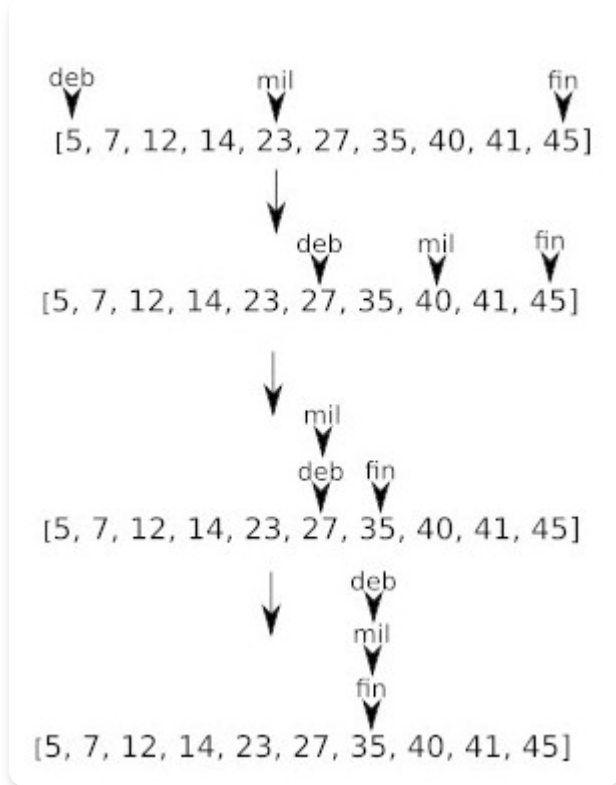 deb mil fin
[5, 7, 12, 14, 23, 27, 35, 40, 41, 45]
deb mil fin
[5, 7, 12, 14, 23, 27, 35, 40, 41, 45]
mil
deb fin
[5, 7, 12, 14, 23, 27, 35, 40, 41, 45]
deb
mil
fin
[5, 7, 12, 14, 23, 27, 35, 40, 41, 45]